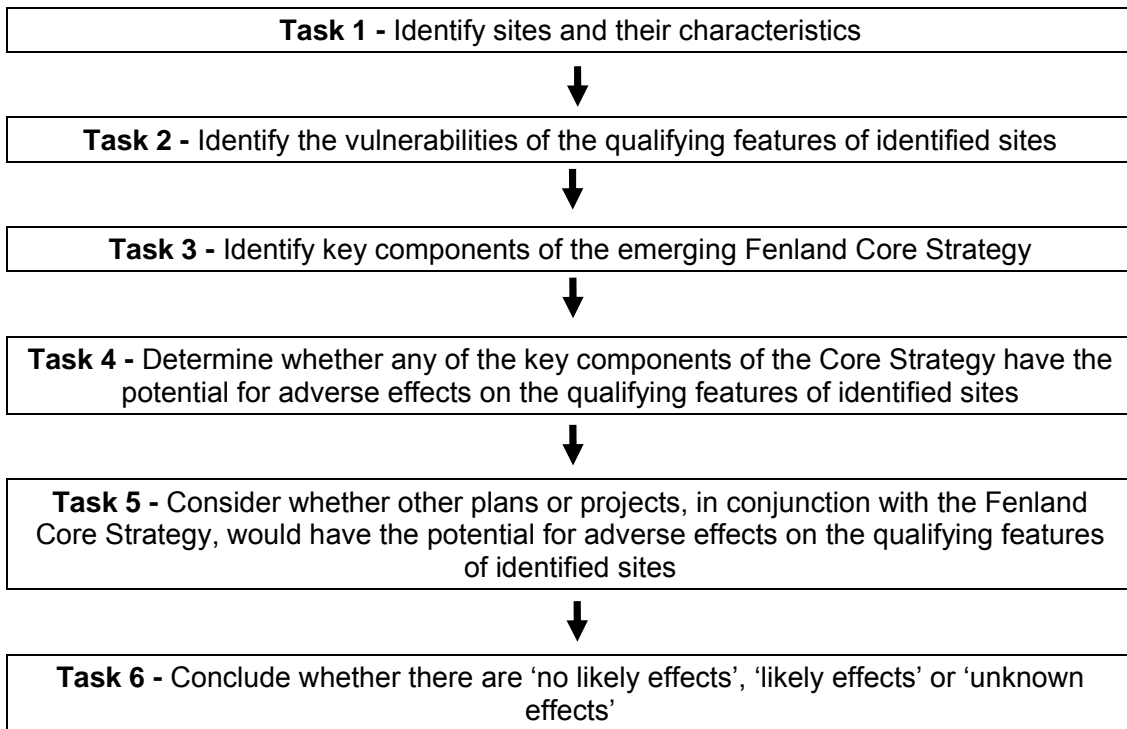 Task 1 - Identify sites and their characteristics
Task 2 - Identify the vulnerabilities of the qualifying features of identified sites
Task 3 - Identify key components of the emerging Fenland Core Strategy
Task 4 - Determine whether any of the key components of the Core Strategy have the
potential for adverse effects on the qualifying features of identified sites
Task 5 - Consider whether other plans or projects, in conjunction with the Fenland
Core Strategy, would have the potential for adverse effects on the qualifying features
of identified sites
Task 6 - Conclude whether there are ‘no likely effects’, ‘likely effects’ or ‘unknown
effects’